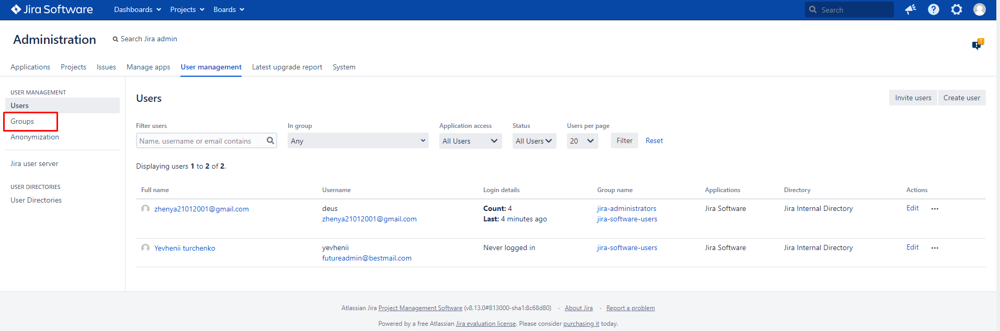 Jira Software Dashboards Projects Boards Search
Administration Search Jira admin
1
Applications Projects Issues Manage apps User management Latest upgrade report System
USER MANAGEMENT
Users
Groups
Anonymization
Jira user server
USER DIRECTORIES
User Directories
Users Invite users Create user
Filter users In group Application access Status Users per page
Name, username or email contains Any All Users All Users 20 Filter Reset
Displaying users 1 to 2 of 2.
Full name Username Login details Group name Applications Directory Actions
zhenya21012001@gmail.com deus Count: 4 jira-administrators Jira Software Jira Internal Directory Edit ...
zhenya21012001@gmail.com Last: 4 minutes ago jira-software-users
Yevhenii turchenko yevhenii Never logged in jira-software-users Jira Software Jira Internal Directory Edit ...
futureadmin@bestmail.com
Atlassian Jira Project Management Software (v8.13.0#813000-sha1:8c68d80) · About Jira · Report a problem
Powered by a free Atlassian Jira evaluation license. Please consider purchasing it today.